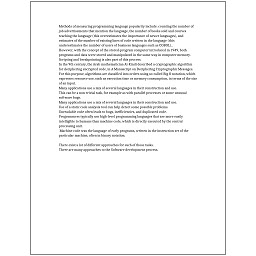 Methods of measuring programming language popularity include: counting the number of
job advertisements that mention the language, the number of books sold and courses
teaching the language (this overestimates the importance of newer languages), and
estimates of the number of existing lines of code written in the language (this
underestimates the number of users of business languages such as COBOL).
However, with the concept of the stored-program computer introduced in 1949, both
programs and data were stored and manipulated in the same way in computer memory.
Scripting and breakpointing is also part of this process.
In the 9th century, the Arab mathematician Al-Kindi described a cryptographic algorithm
for deciphering encrypted code, in A Manuscript on Deciphering Cryptographic Messages.
For this purpose, algorithms are classified into orders using so-called Big O notation, which
expresses resource use, such as execution time or memory consumption, in terms of the size
of an input.
Many applications use a mix of several languages in their construction and use.
This can be a non-trivial task, for example as with parallel processes or some unusual
software bugs.
Many applications use a mix of several languages in their construction and use.
Use of a static code analysis tool can help detect some possible problems.
Unreadable code often leads to bugs, inefficiencies, and duplicated code.
Programmers typically use high-level programming languages that are more easily
intelligible to humans than machine code, which is directly executed by the central
processing unit.
Machine code was the language of early programs, written in the instruction set of the
particular machine, often in binary notation.
There exist a lot of different approaches for each of those tasks.
There are many approaches to the Software development process.